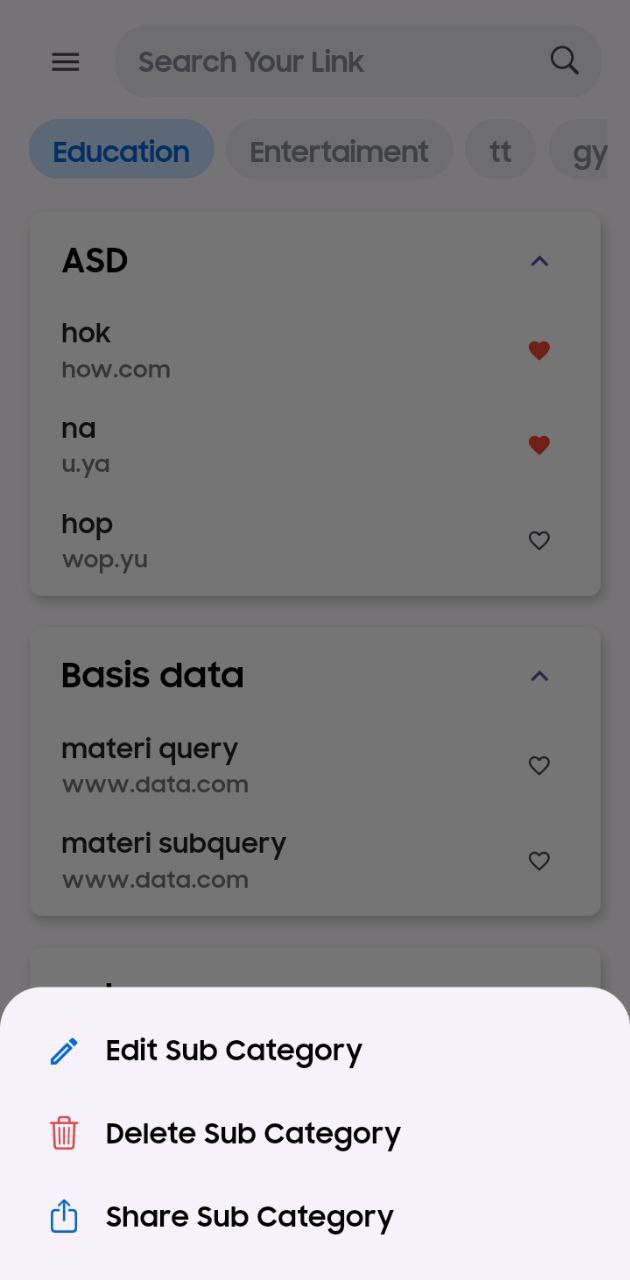 Search Your Link
Education
Entertaiment
tt
gy
ASD
hok
how.com
na
u.ya
hop
wop.yu
Basis data
materi query
www.data.com
materi subquery
www.data.com
Edit Sub Category
Delete Sub Category
Share Sub Category